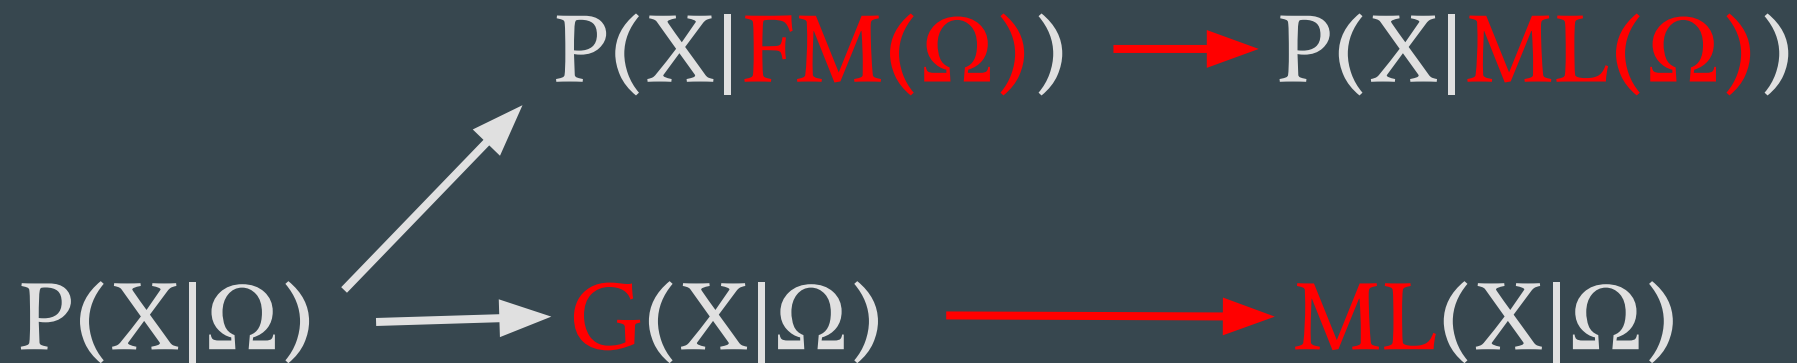 P(X|FM(Ω)) → P(X|ML(Ω))
P(X|Ω) → G(X|Ω) → ML(X|Ω)